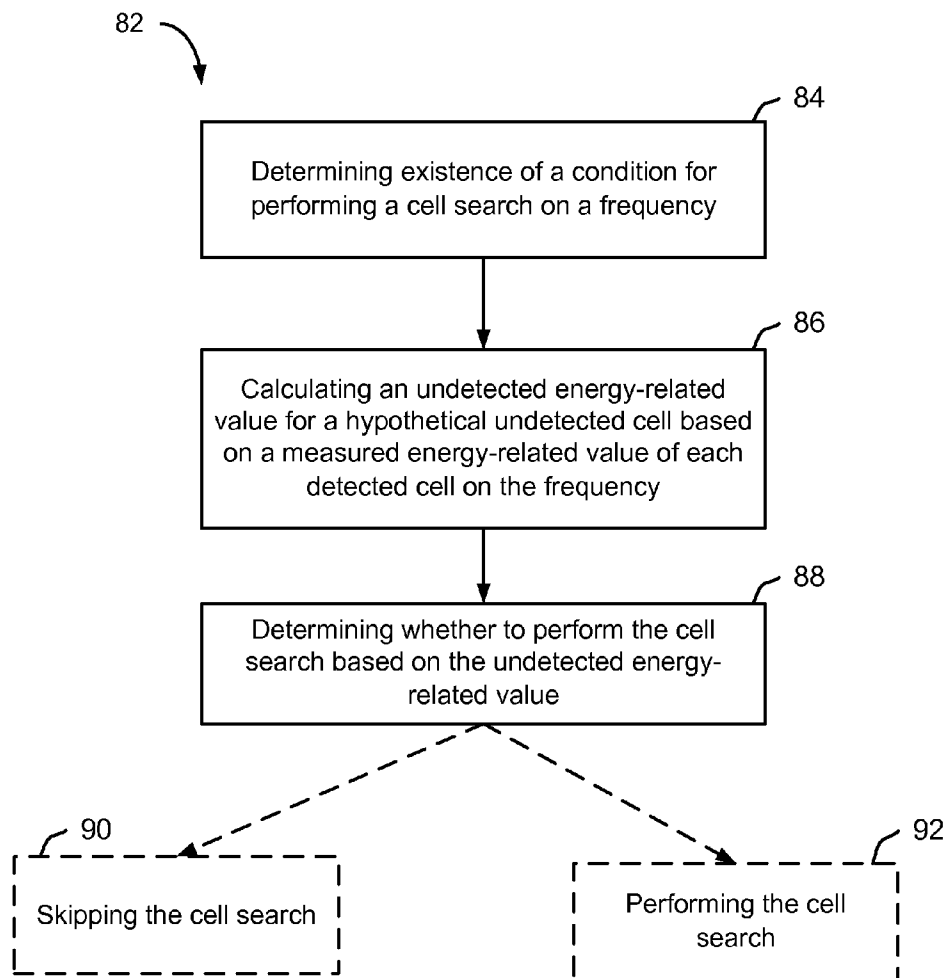 82
84
Determining existence of a condition for
performing a cell search on a frequency
86
Calculating an undetected energy-related
value for a hypothetical undetected cell based
on a measured energy-related value of each
detected cell on the frequency
88
Determining whether to perform the cell
search based on the undetected energy-
related value
90
Skipping the cell search
92
Performing the cell
search